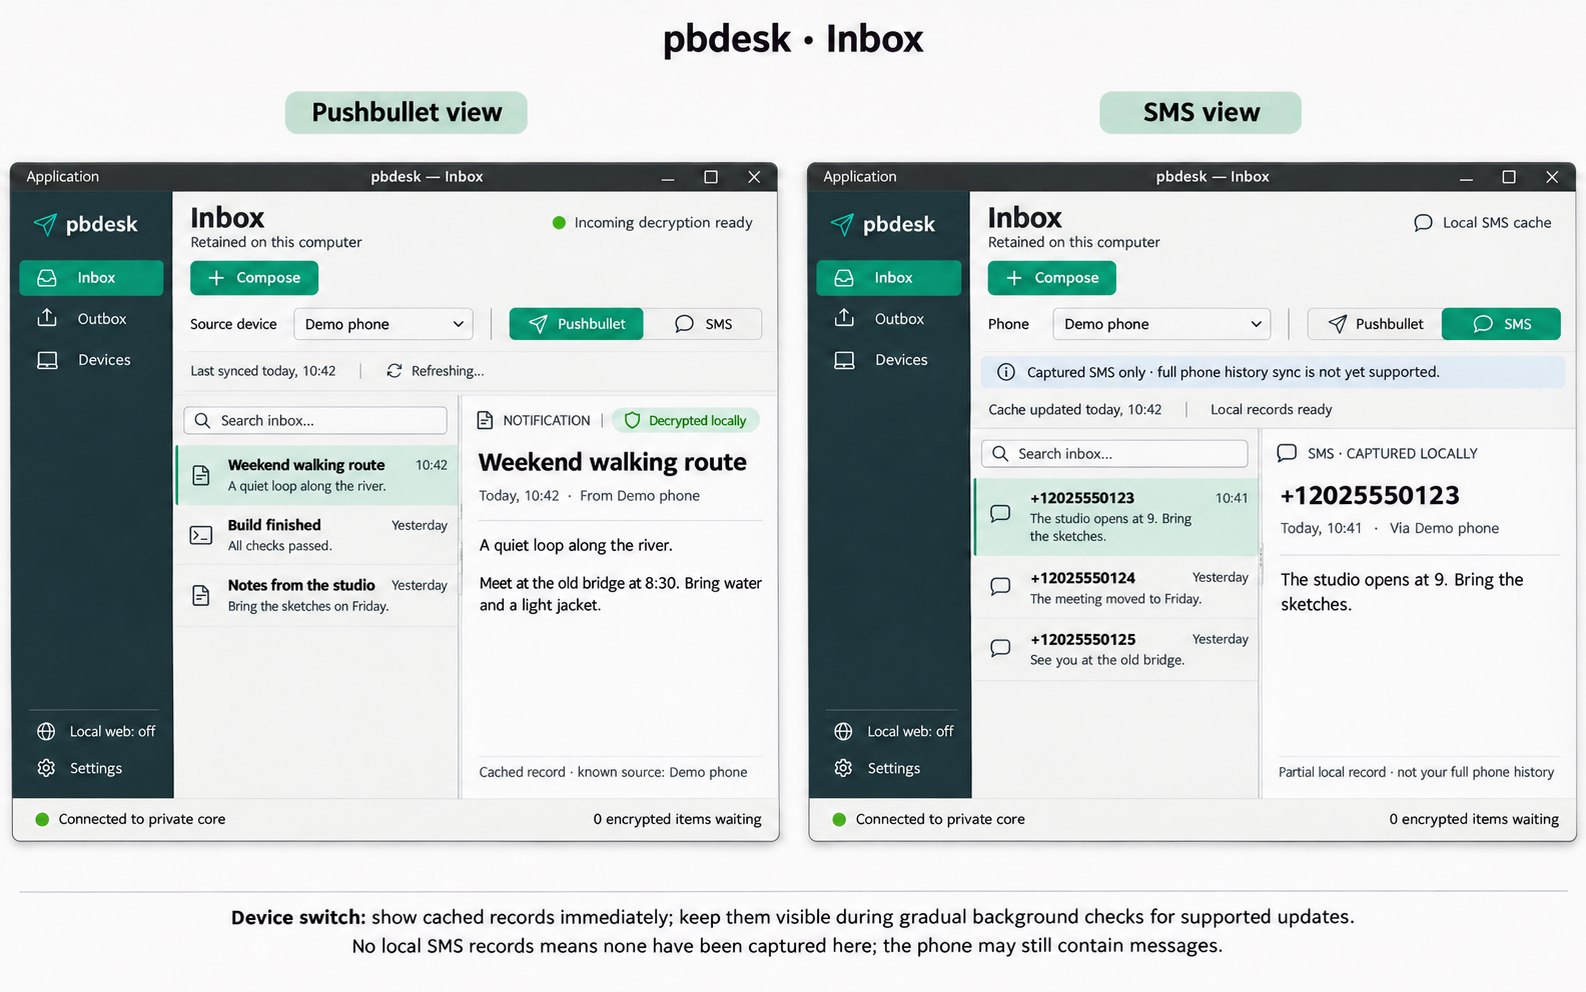 pbdesk · Inbox
Pushbullet view
Application
pbdesk — Inbox
pbdesk
Inbox
Outbox
Devices
Local web: off
Settings
Inbox
Incoming decryption ready
Retained on this computer
+ Compose
Source device
Demo phone
Pushbullet
SMS
Last synced today, 10:42
Refreshing...
Search inbox...
Weekend walking route
10:42
A quiet loop along the river.
Build finished
Yesterday
All checks passed.
Notes from the studio
Yesterday
Bring the sketches on Friday.
NOTIFICATION
Decrypted locally
Weekend walking route
Today, 10:42 · From Demo phone
A quiet loop along the river.
Meet at the old bridge at 8:30. Bring water
and a light jacket.
Cached record · known source: Demo phone
Connected to private core
0 encrypted items waiting
SMS view
Application
pbdesk — Inbox
pbdesk
Inbox
Outbox
Devices
Local web: off
Settings
Inbox
Local SMS cache
Retained on this computer
+ Compose
Phone
Demo phone
Pushbullet
SMS
Captured SMS only · full phone history sync is not yet supported.
Cache updated today, 10:42
Local records ready
Search inbox...
+12025550123
10:41
The studio opens at 9. Bring
the sketches.
+12025550124
Yesterday
The meeting moved to Friday.
+12025550125
Yesterday
See you at the old bridge.
SMS · CAPTURED LOCALLY
+12025550123
Today, 10:41 · Via Demo phone
The studio opens at 9. Bring the
sketches.
Partial local record · not your full phone history
Connected to private core
0 encrypted items waiting
Device switch: show cached records immediately; keep them visible during gradual background checks for supported updates.
No local SMS records means none have been captured here; the phone may still contain messages.